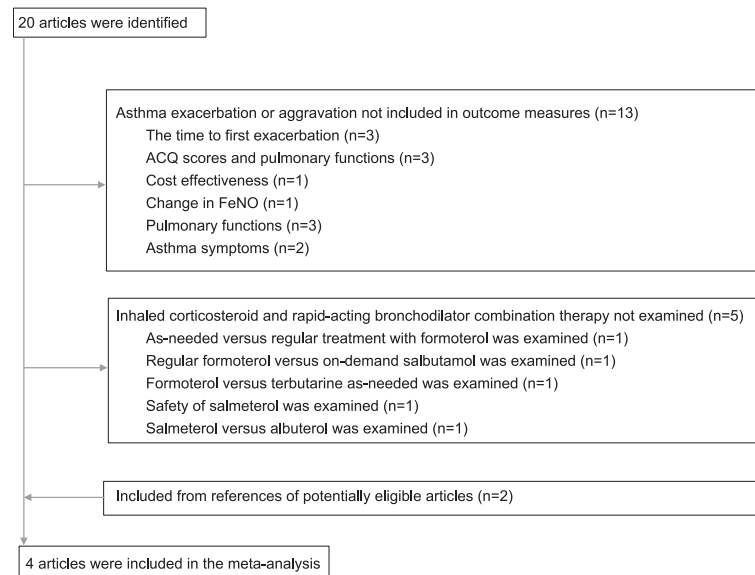 20 articles were identified
Asthma exacerbation or aggravation not included in outcome measures (n=13)
The time to first exacerbation (n=3)
ACQ scores and pulmonary functions (n=3)
Cost effectiveness (n=1)
Change in FeNO (n=1)
Pulmonary functions (n=3)
Asthma symptoms (n=2)
Inhaled corticosteroid and rapid-acting bronchodilator combination therapy not examined (n=5)
As-needed versus regular treatment with formoterol was examined (n=1)
Regular formoterol versus on-demand salbutamol was examined (n=1)
Formoterol versus terbutarine as-needed was examined (n=1)
Safety of salmeterol was examined (n=1)
Salmeterol versus albuterol was examined (n=1)
Included from references of potentially eligible articles (n=2)
4 articles were included in the meta-analysis